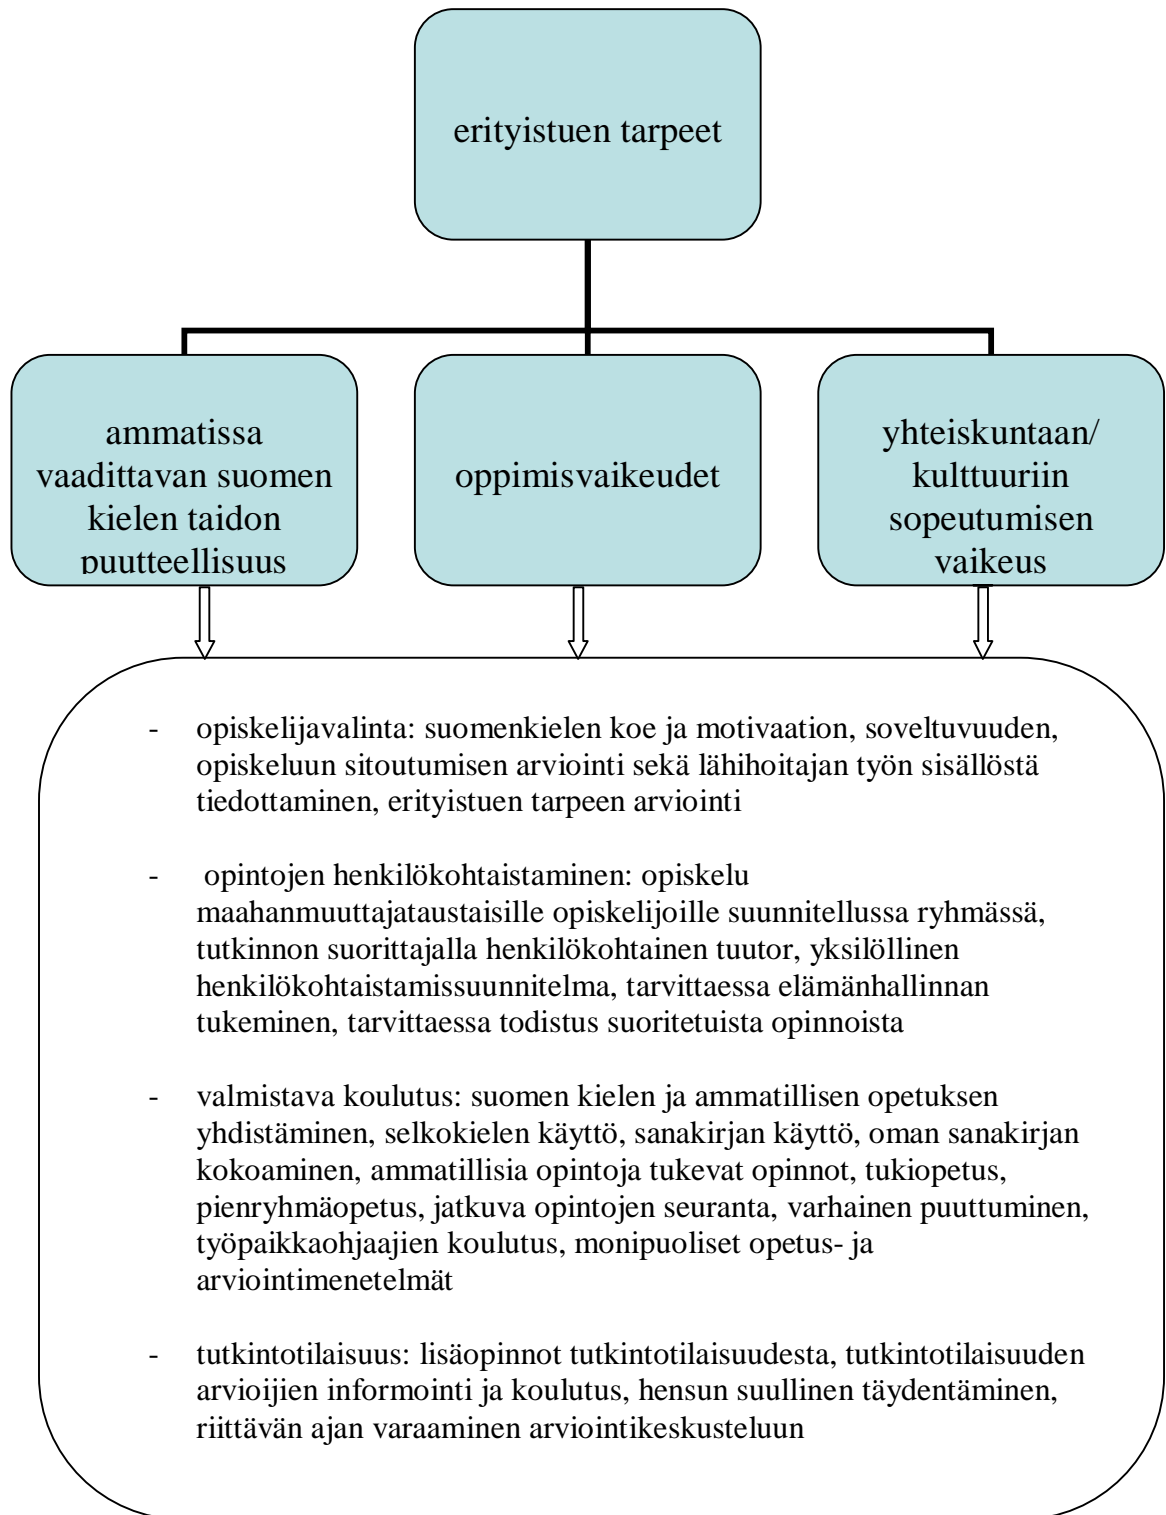 erityistuen tarpeet
ammatissa
vaadittavan suomen
kielen taidon
puutteellisuus
oppimisvaikeudet
yhteiskuntaan/
kulttuuriin
sopeutumisen
vaikeus
- opiskelijavalinta: suomenkielen koe ja motivaation, soveltuvuuden,
opiskeluun sitoutumisen arviointi sekä lähihoitajan työn sisällöstä
tiedottaminen, erityistuen tarpeen arviointi
- opintojen henkilökohtaistaminen: opiskelu
maahanmuuttajataustaisille opiskelijoille suunnitellussa ryhmässä,
tutkinnon suorittajalla henkilökohtainen tuutor, yksilöllinen
henkilökohtaistamissuunnitelma, tarvittaessa elämänhallinnan
tukeminen, tarvittaessa todistus suoritetuista opinnoista
- valmistava koulutus: suomen kielen ja ammatillisen opetuksen
yhdistäminen, selkokielen käyttö, sanakirjan käyttö, oman sanakirjan
kokoaminen, ammatillisia opintoja tukevat opinnot, tukiopetus,
pienryhmäopetus, jatkuva opintojen seuranta, varhainen puuttuminen,
työpaikkaohjaajien koulutus, monipuoliset opetus- ja
arviointimenetelmät
- tutkintotilaisuus: lisäopinnot tutkintotilaisuudesta, tutkintotilaisuuden
arvioijien informointi ja koulutus, hensun suullinen täydentäminen,
riittävän ajan varaaminen arviointikeskusteluun